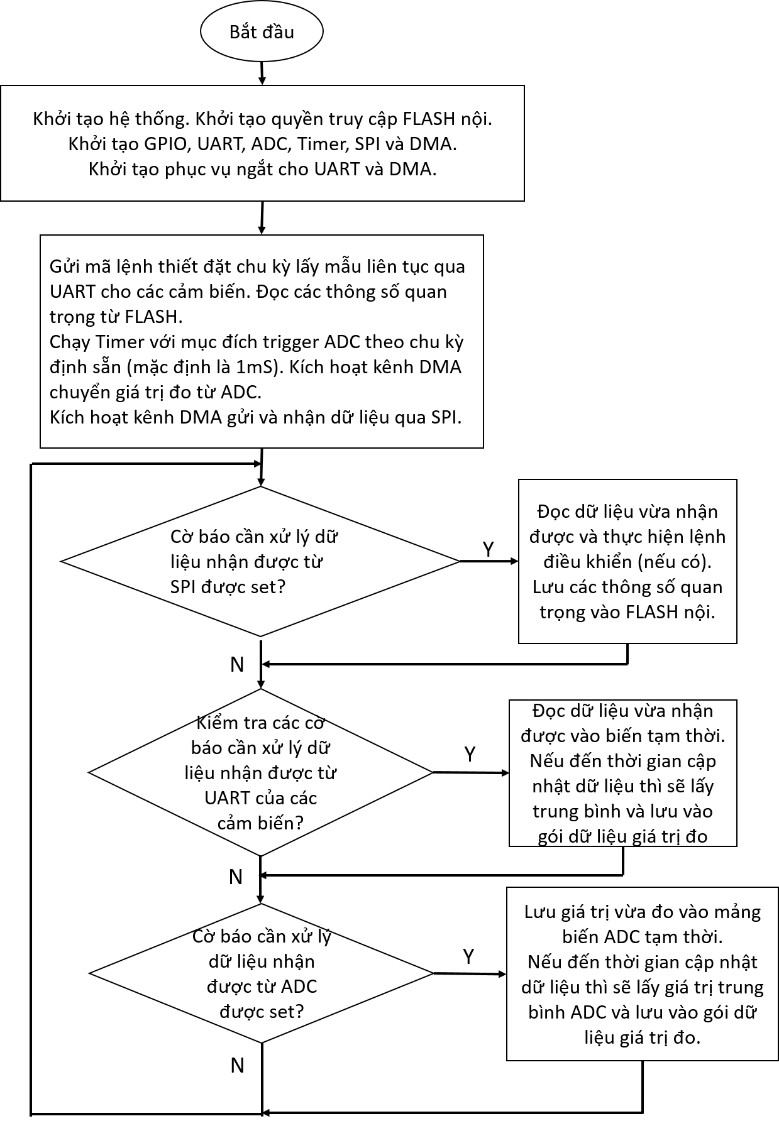 Bắt đầu
Khởi tạo hệ thống. Khởi tạo quyền truy cập FLASH nội.
Khởi tạo GPIO, UART, ADC, Timer, SPI và DMA.
Khởi tạo phục vụ ngắt cho UART và DMA.
Gửi mã lệnh thiết đặt chu kỳ lấy mẫu liên tục qua
UART cho các cảm biến. Đọc các thông số quan
trọng từ FLASH.
Chạy Timer với mục đích trigger ADC theo chu kỳ
định sẵn (mặc định là 1mS). Kích hoạt kênh DMA
chuyển giá trị đo từ ADC.
Kích hoạt kênh DMA gửi và nhận dữ liệu qua SPI.
Cờ báo cần xử lý dữ
liệu nhận được từ
SPI được set?
Y
Đọc dữ liệu vừa nhận
được và thực hiện lệnh
điều khiển (nếu có).
Lưu các thông số quan
trọng vào FLASH nội.
N
Kiểm tra các cờ
báo cần xử lý dữ
liệu nhận được từ
UART của các
cảm biến?
Y
Đọc dữ liệu vừa nhận
được vào biến tạm thời.
Nếu đến thời gian cập
nhật dữ liệu thì sẽ lấy
trung bình và lưu vào
gói dữ liệu giá trị đo
N
Cờ báo cần xử lý
dữ liệu nhận
được từ ADC
được set?
Y
Lưu giá trị vừa đo vào mảng
biến ADC tạm thời.
Nếu đến thời gian cập nhật
dữ liệu thì sẽ lấy giá trị trung
bình ADC và lưu vào gói dữ
liệu giá trị đo.
N